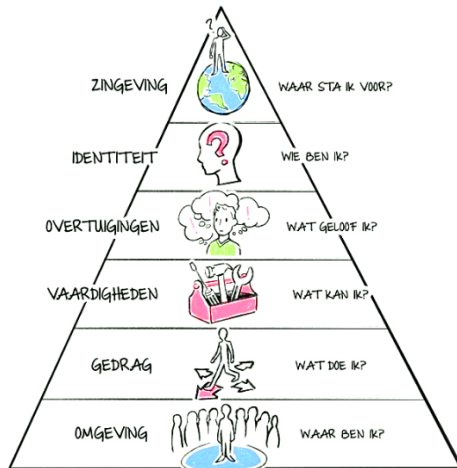 ?
ZINGEVING WAAR STA IK VOOR?
IDENTITEIT ? WIE BEN IK?
OVERTUIGINGEN WAT GELOOF IK?
VAARDIGHEDEN WAT KAN IK?
GEDRAG WAT DOE IK?
OMGEVING WAAR BEN IK?